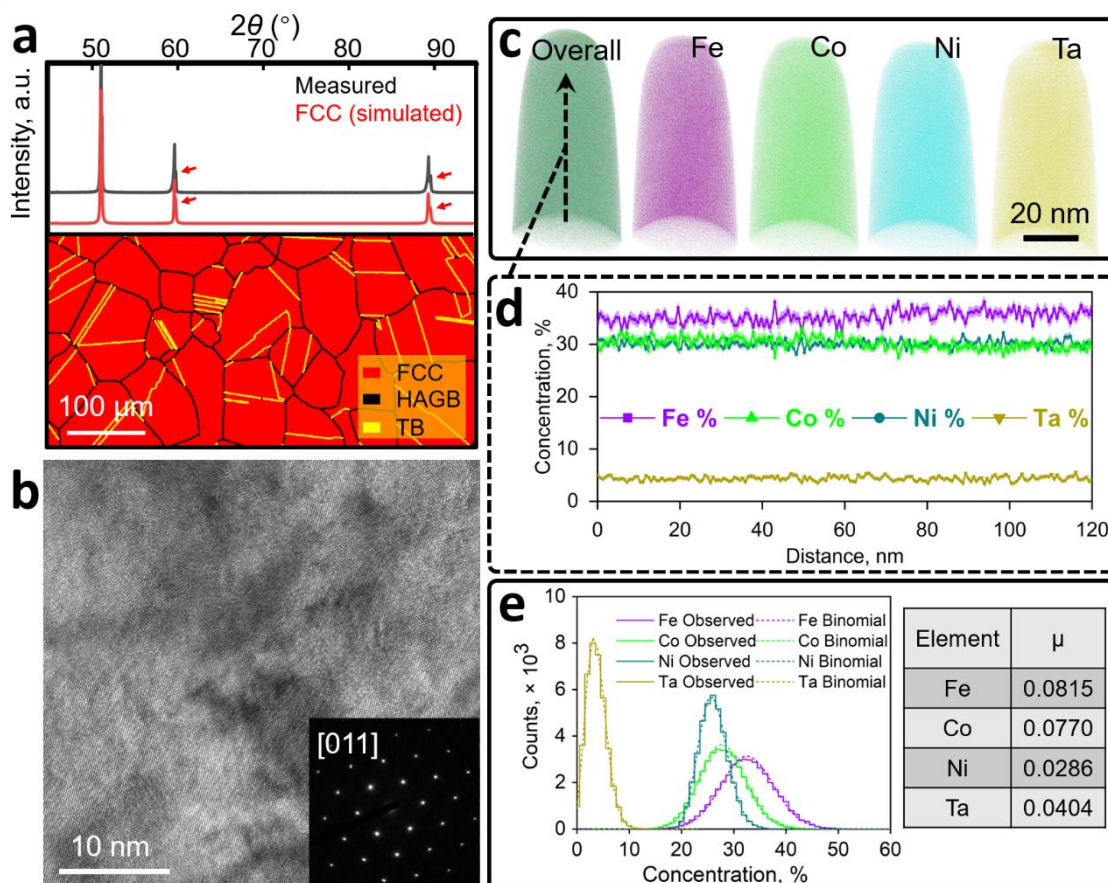 a
2θ (°)
50 60 70 80 90
Intensity, a.u.
Measured
FCC (simulated)
FCC
HAGB
TB
100 μm
b
[011]
10 nm
c
Overall Fe Co Ni Ta
20 nm
d
40
30
20
10
0
Concentration, %
Fe % Co % Ni % Ta %
0 20 40 60 80 100 120
Distance, nm
e
10
8
6
4
2
0
Counts, × 10³
Fe Observed Fe Binomial
Co Observed Co Binomial
Ni Observed Ni Binomial
Ta Observed Ta Binomial
0 10 20 30 40 50 60
Concentration, %
Element μ
Fe 0.0815
Co 0.0770
Ni 0.0286
Ta 0.0404